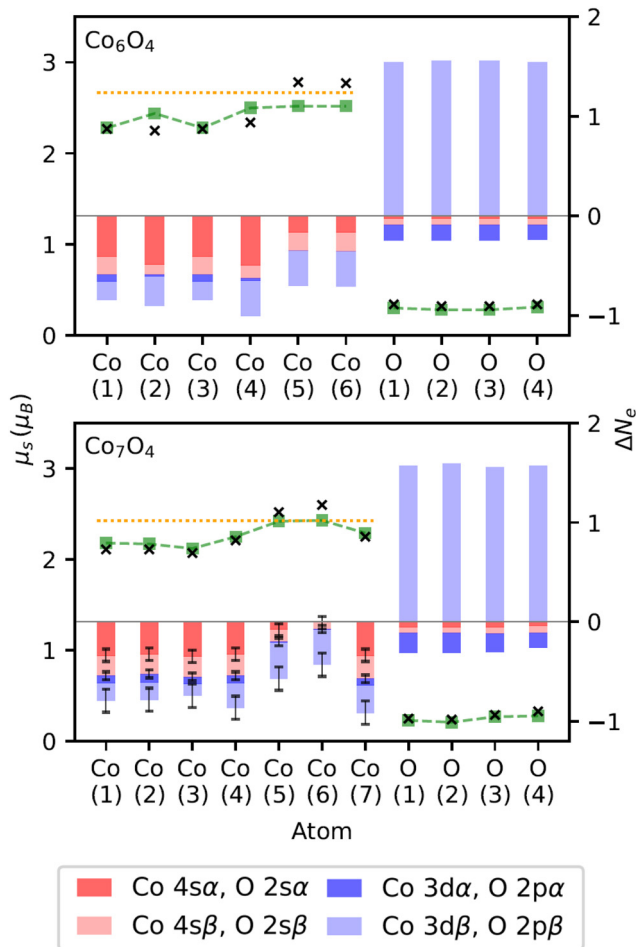 Co₆O₄
3
2
1
0
2
1
0
−1
Co Co Co Co Co Co O O O O
(1) (2) (3) (4) (5) (6) (1) (2) (3) (4)
μₛ(μ_B)
ΔNₑ
Co₇O₄
3
2
1
0
2
1
0
−1
Co Co Co Co Co Co Co O O O O
(1) (2) (3) (4) (5) (6) (7) (1) (2) (3) (4)
Atom
Co 4sα, O 2sα
Co 3dα, O 2pα
Co 4sβ, O 2sβ
Co 3dβ, O 2pβ